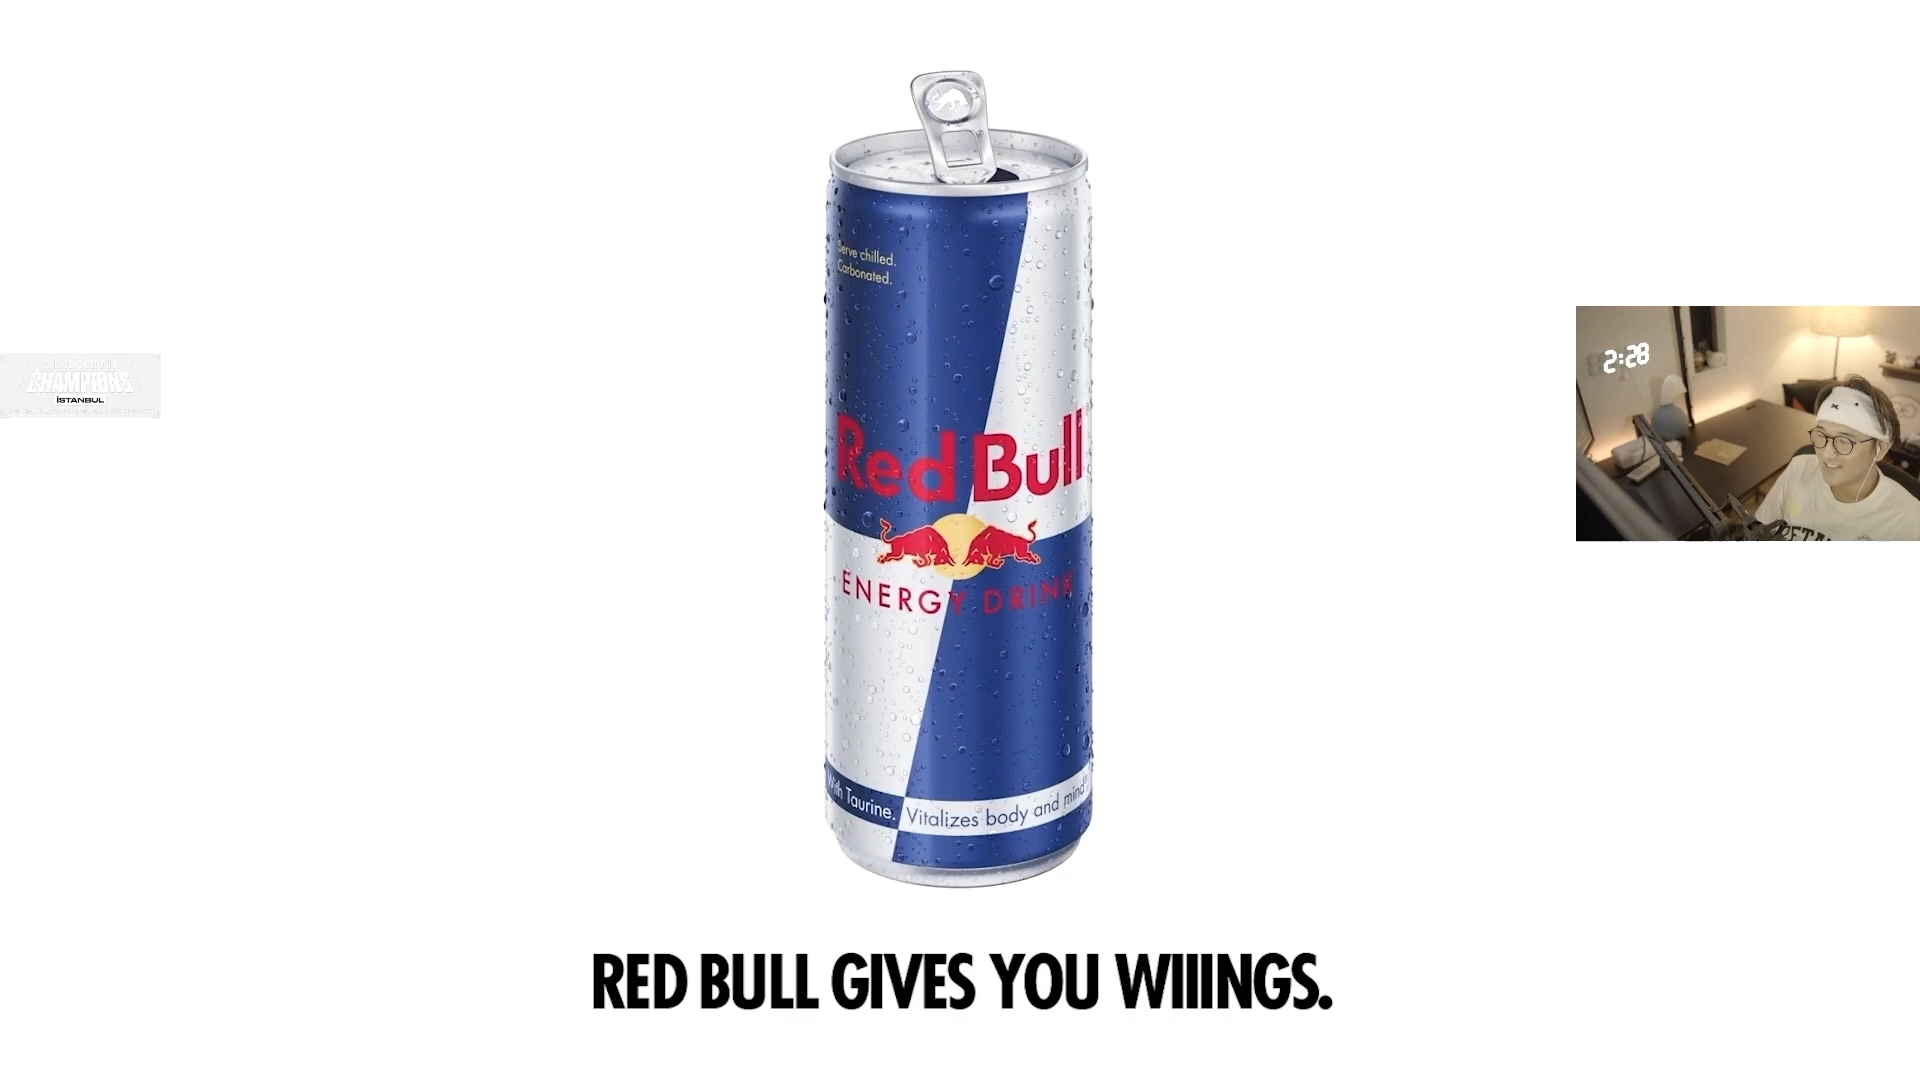 CHAMPIONS
İSTANBUL
2:28
Serve chilled.
Carbonated.
Red Bull
ENERGY DRINK
With Taurine. Vitalizes body and mind®
RED BULL GIVES YOU WIIINGS.